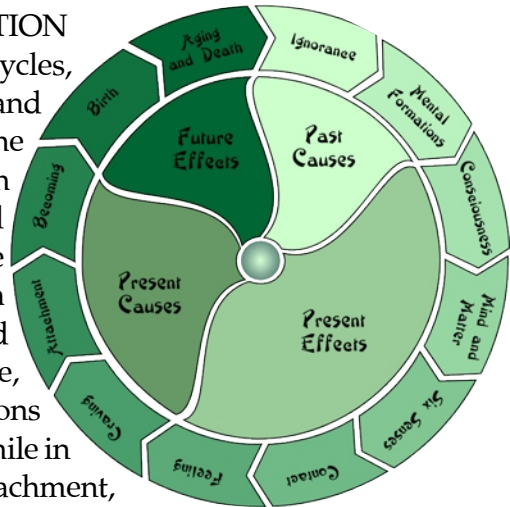 TION
ycles,
and
ons
hile in
achment,
Ignorance
Mental
Formations
Consciousness
Mind and
Matter
Six Senses
Contact
Feeling
Craving
Attachment
Becoming
Birth
Aging
and Death
Past
Causes
Present
Effects
Present
Causes
Future
Effects